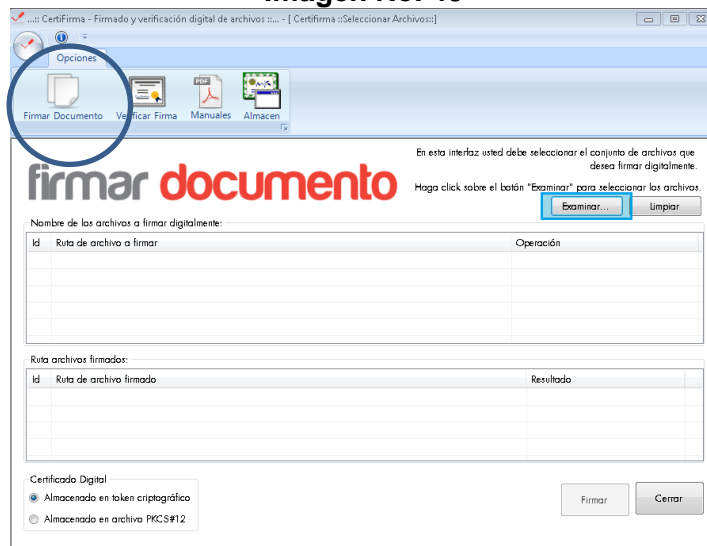 ...:: CertiFirma - Firmado y verificación digital de archivos ::... - [ Certifirma ::Seleccionar Archivos::]
Opciones
PDF
Firmar Documento Verificar Firma Manuales Almacen
En esta interfaz usted debe seleccionar el conjunto de archivos que
desea firmar digitalmente.
firmar documento
Haga click sobre el botón "Examinar" para seleccionar los archivos.
Examinar... Limpiar
Nombre de los archivos a firmar digitalmente:
Id Ruta de archivo a firmar Operación
Ruta archivos firmados:
Id Ruta de archivo firmado Resultado
Certificado Digital
Almacenado en token criptográfico
Almacenado en archivo PKCS#12
Firmar Cerrar